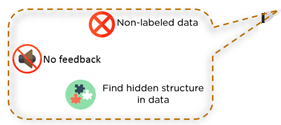 Non-labeled data
No feedback
Find hidden structure
in data